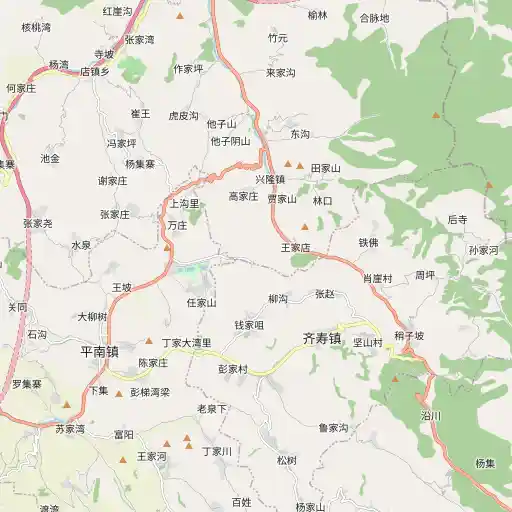 红崖沟
榆林
合脉地
核桃湾
张家湾
竹元
寺坡
杨湾
店镇乡
作家坪
来家沟
何家庄
崔王
虎皮沟
他子山
东沟
冯家坪
他子阴山
池金
杨集寨
集寨
谢家庄
兴隆镇
田家山
高家庄
贾家山
林口
上沟里
张家尧
张家庄
万庄
后寺
水泉
王家店
铁佛
孙家河
肖崖村
周坪
王坡
任家山
柳沟
张赵
关同
大柳树
钱家咀
石沟
丁家大湾里
齐寿镇
稍子坡
坚山村
平南镇
陈家庄
彭家村
罗集寨
下集
彭梯湾梁
老泉下
沿川
苏家湾
富阳
鲁家沟
丁家川
王家河
松树
杨集
百姓
杨家山
渡湾